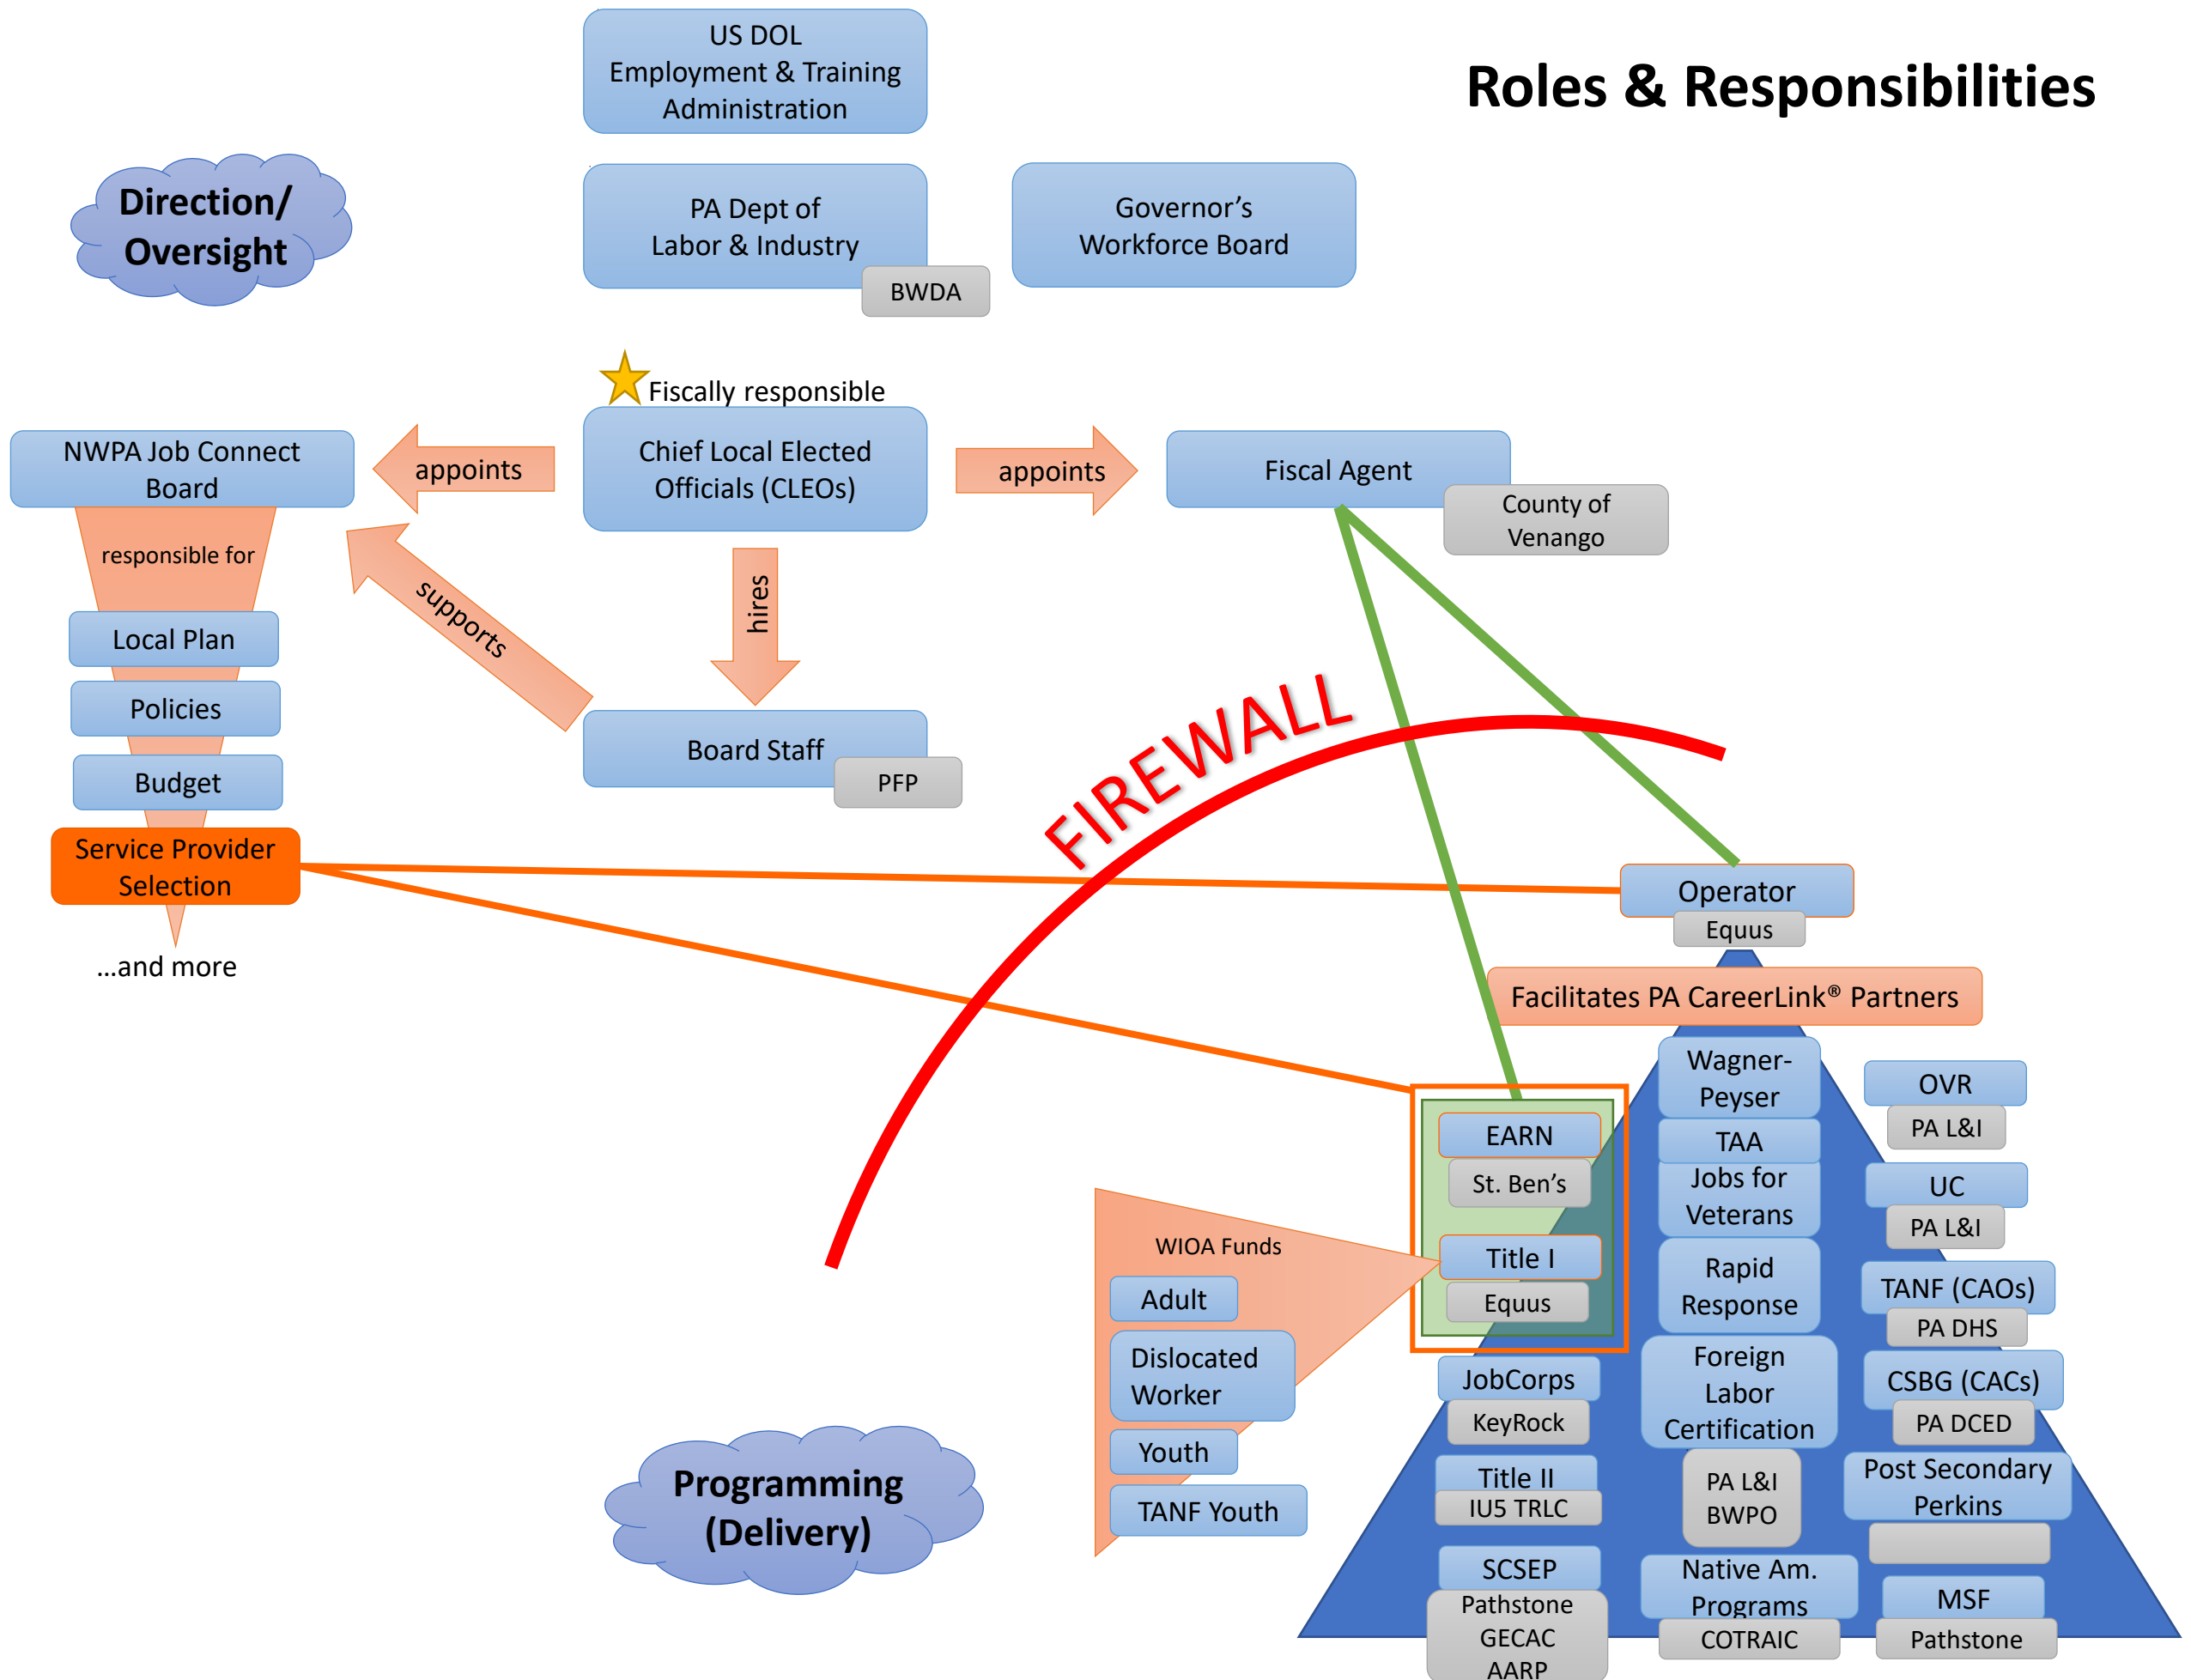 Roles & Responsibilities
US DOL
Employment & Training
Administration
Direction/
Oversight
PA Dept of
Labor & Industry
BWDA
Governor's
Workforce Board
Fiscally responsible
NWPA Job Connect
Board
appoints
Chief Local Elected
Officials (CLEOs)
appoints
Fiscal Agent
County of
Venango
responsible for
supports
hires
Local Plan
Policies
Budget
Service Provider
Selection
...and more
Board Staff
PFP
FIREWALL
Operator
Equus
Facilitates PA CareerLink® Partners
EARN
St. Ben's
Title I
Equus
WIOA Funds
Adult
Dislocated
Worker
Youth
TANF Youth
JobCorps
KeyRock
Title II
IU5 TRLC
SCSEP
Pathstone
GECAC
AARP
Wagner-
Peyser
TAA
Jobs for
Veterans
Rapid
Response
Foreign
Labor
Certification
PA L&I
BWPO
Native Am.
Programs
COTRAIC
OVR
PA L&I
UC
PA L&I
TANF (CAOs)
PA DHS
CSBG (CACs)
PA DCED
Post Secondary
Perkins
MSF
Pathstone
Programming
(Delivery)